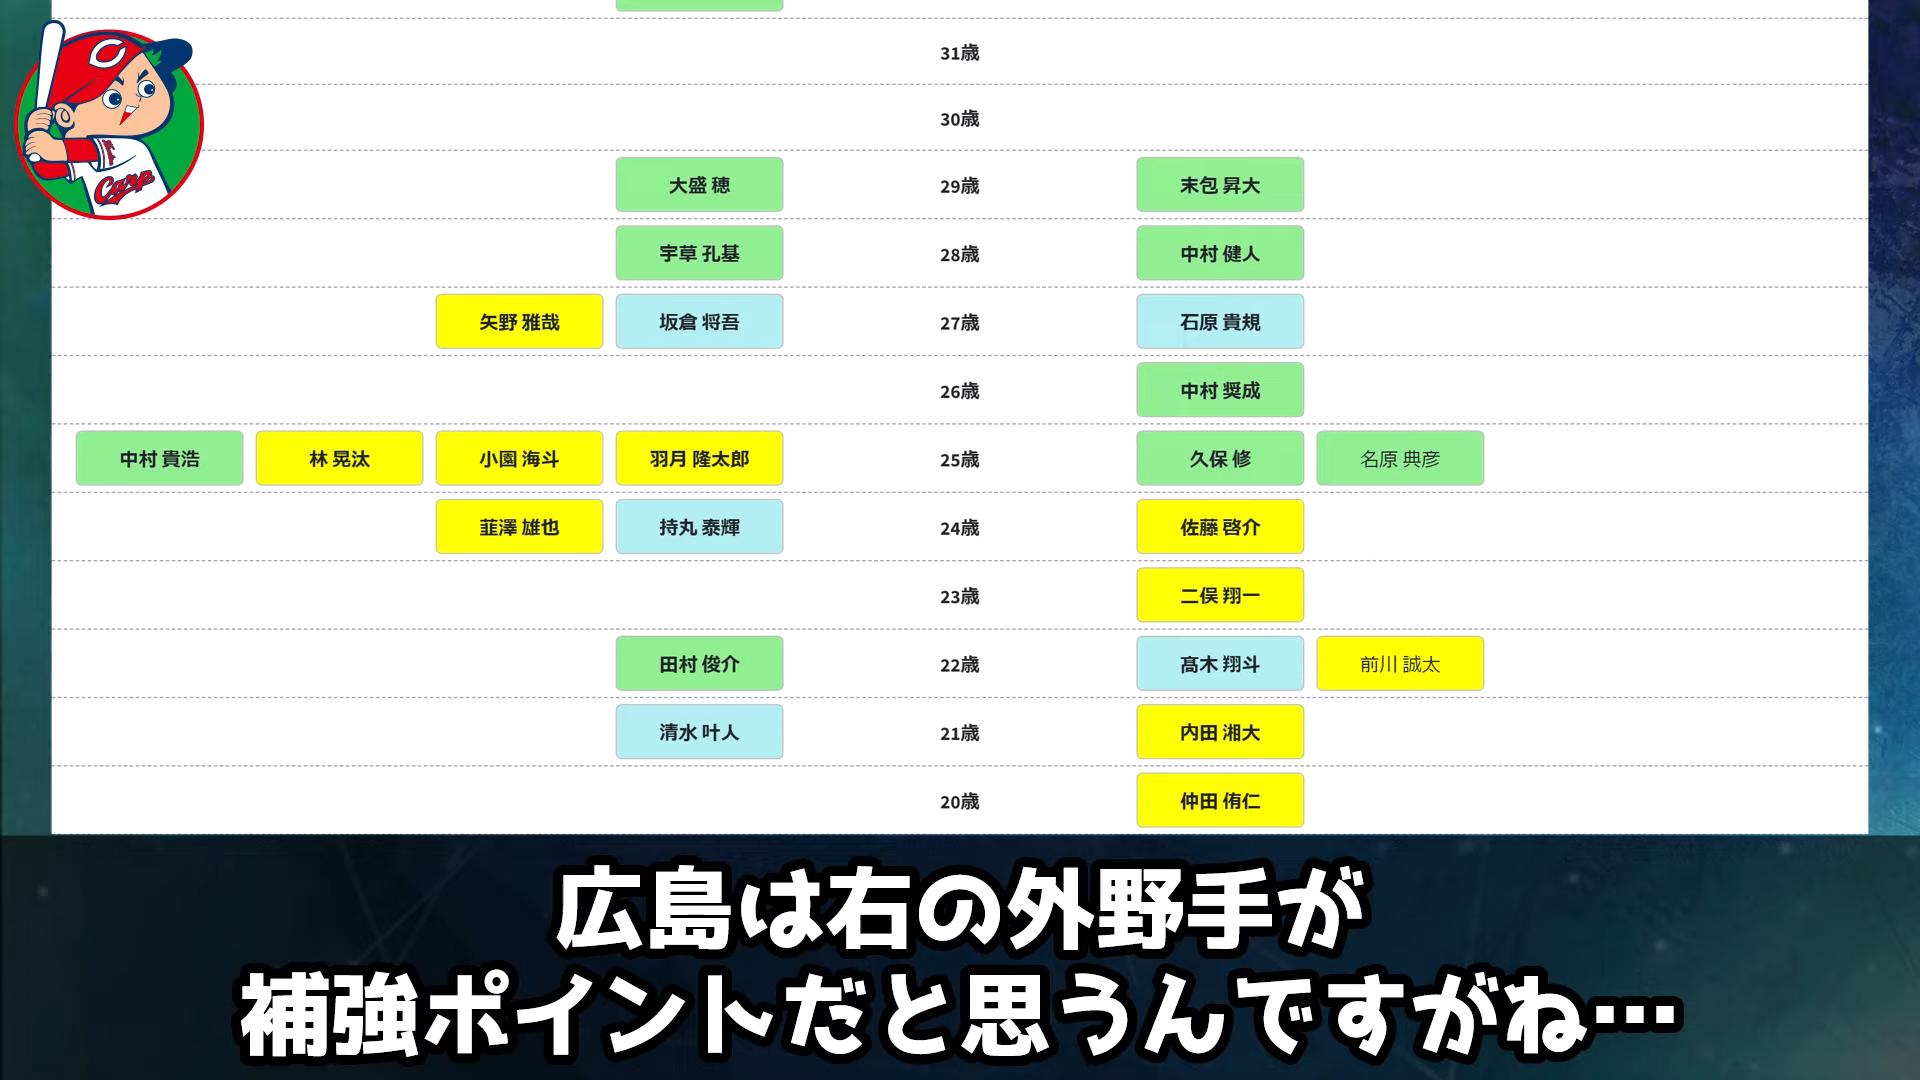 31歳
30歳
大盛 穂 29歳 末包 昇大
宇草 孔基 28歳 中村 健人
矢野 雅哉 坂倉 将吾 27歳 石原 貴規
26歳 中村 奨成
中村 貴浩 林 晃汰 小園 海斗 羽月 隆太郎 25歳 久保 修 名原 典彦
韮澤 雄也 持丸 泰輝 24歳 佐藤 啓介
23歳 二俣 翔一
田村 俊介 22歳 髙木 翔斗 前川 誠太
清水 叶人 21歳 内田 湘大
20歳 仲田 侑仁
Carp
広島は右の外野手が
補強ポイントだと思うんですがね…